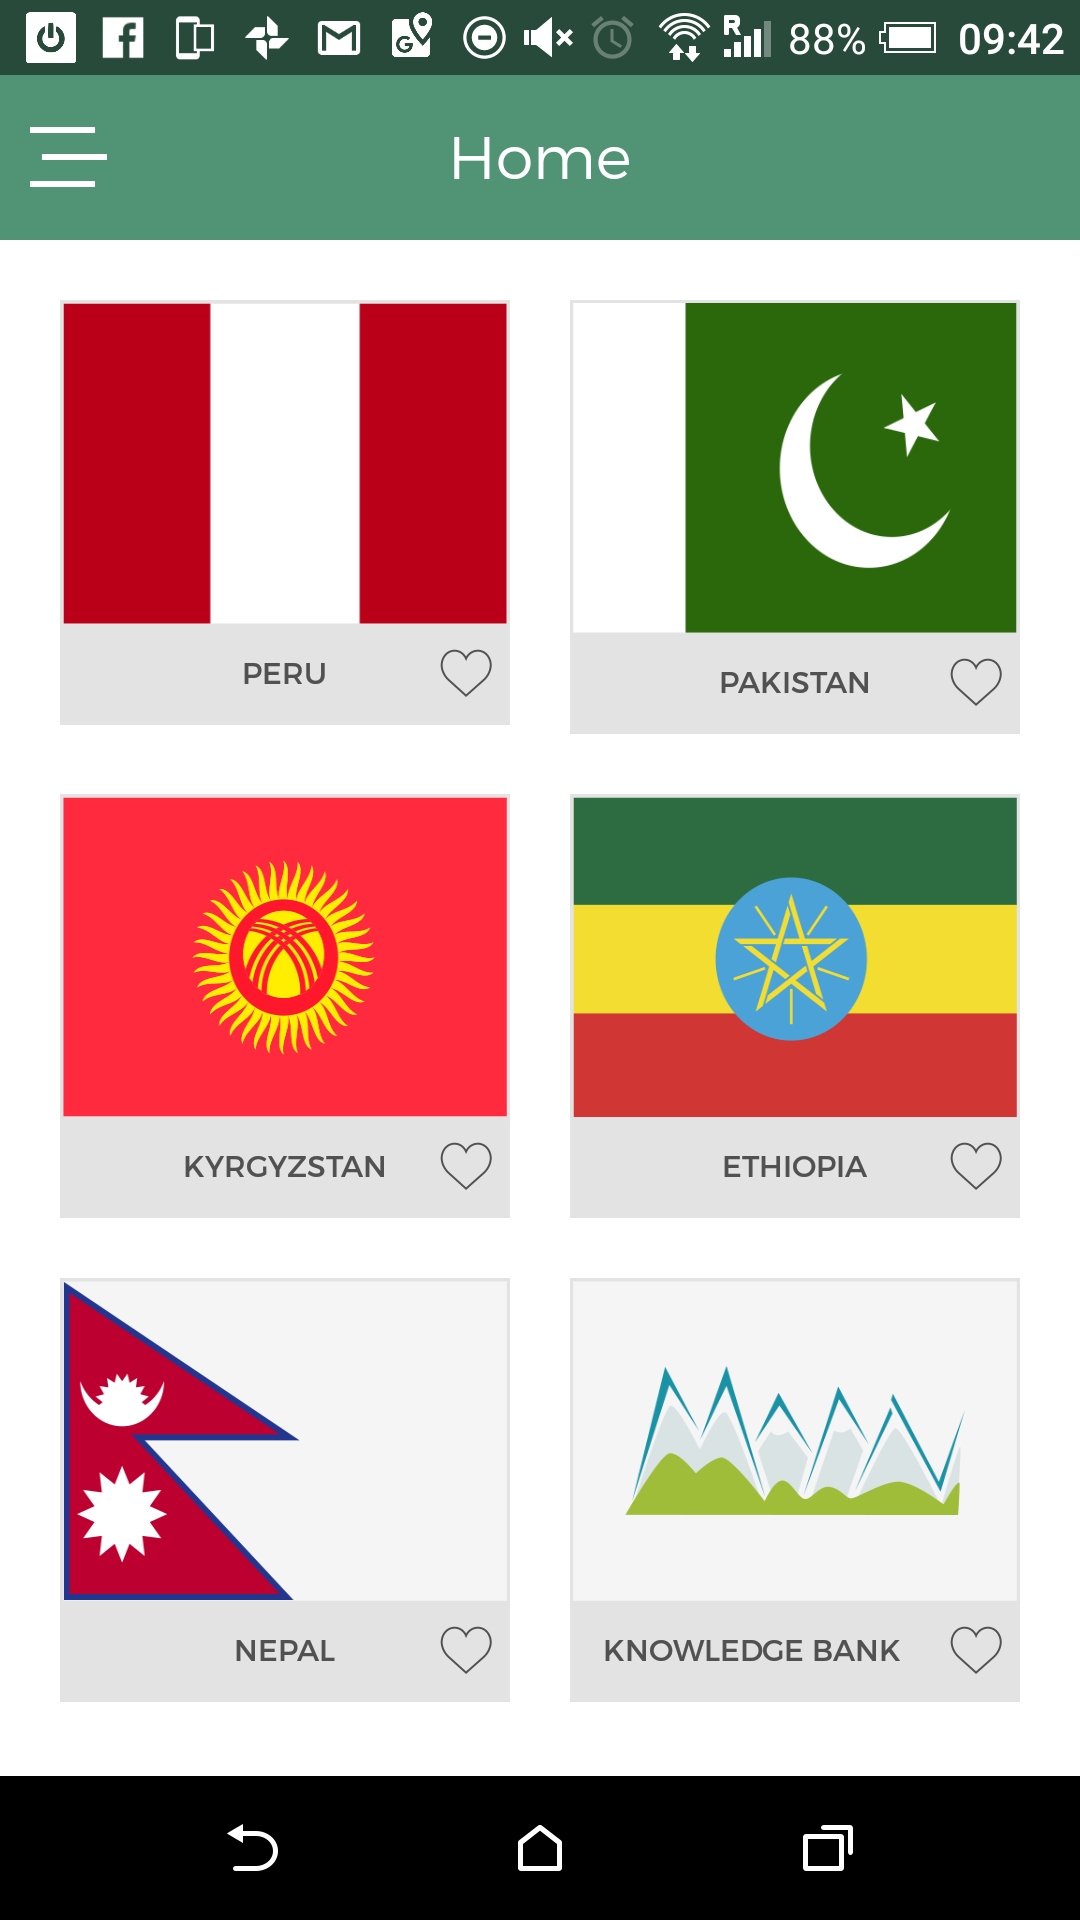 R 88% 09:42
Home
PERU
PAKISTAN
KYRGYZSTAN
ETHIOPIA
NEPAL
KNOWLEDGE BANK